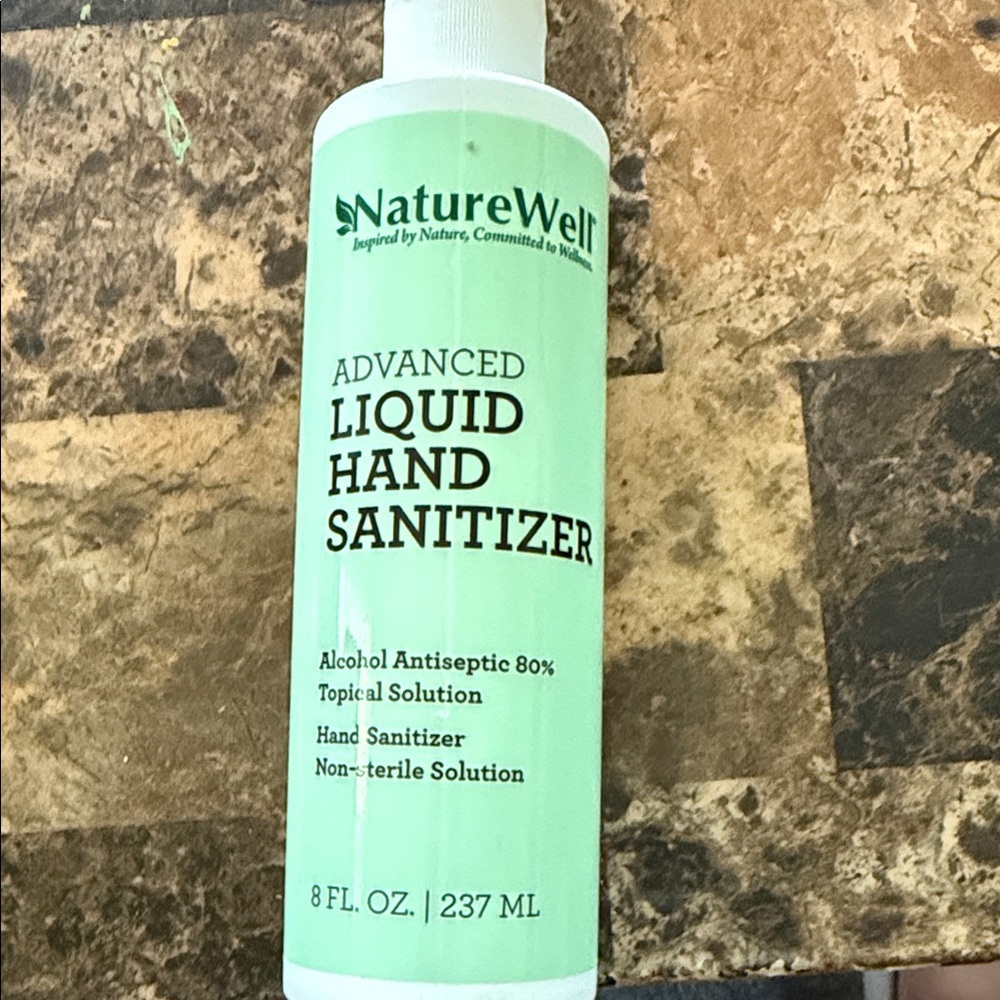 NatureWell
Inspired by Nature, Committed to Wellness.
ADVANCED
LIQUID
HAND
SANITIZER
Alcohol Antiseptic 80%
Topical Solution
Hand Sanitizer
Non-sterile Solution
8 FL. OZ. | 237 ML